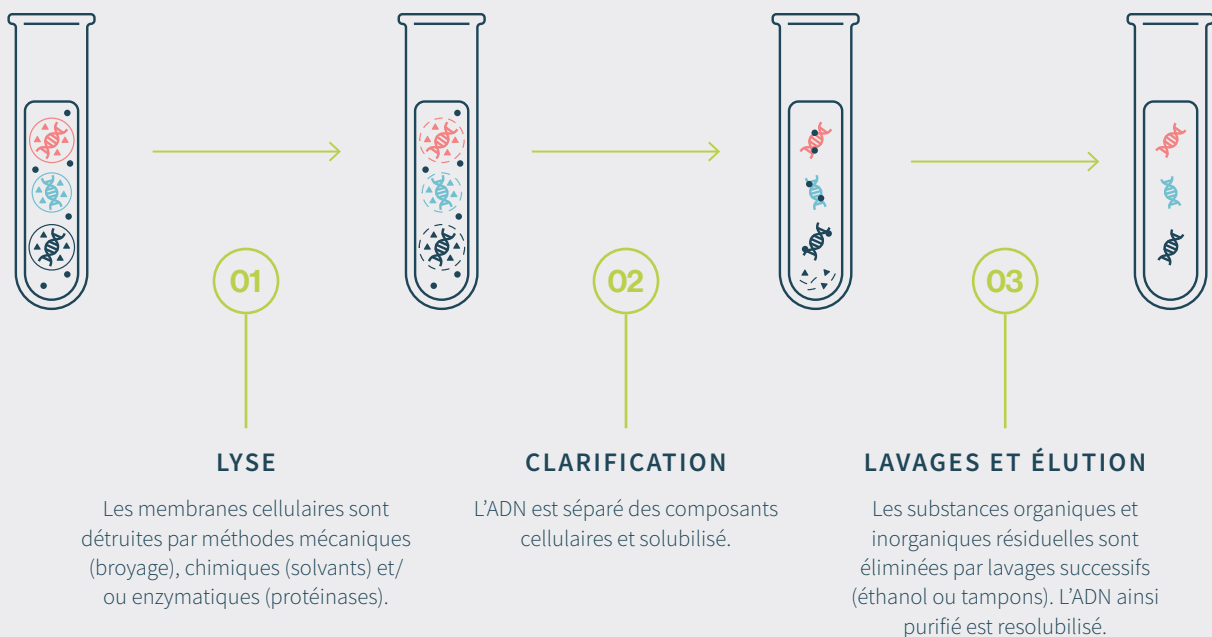 01
02
03
LYSE
Les membranes cellulaires sont
détruites par méthodes mécaniques
(broyage), chimiques (solvants) et/
ou enzymatiques (protéinases).
CLARIFICATION
L’ADN est séparé des composants
cellulaires et solubilisé.
LAVAGES ET ÉLUTION
Les substances organiques et
inorganiques résiduelles sont
éliminées par lavages successifs
(éthanol ou tampons). L’ADN ainsi
purifié est resolubilisé.